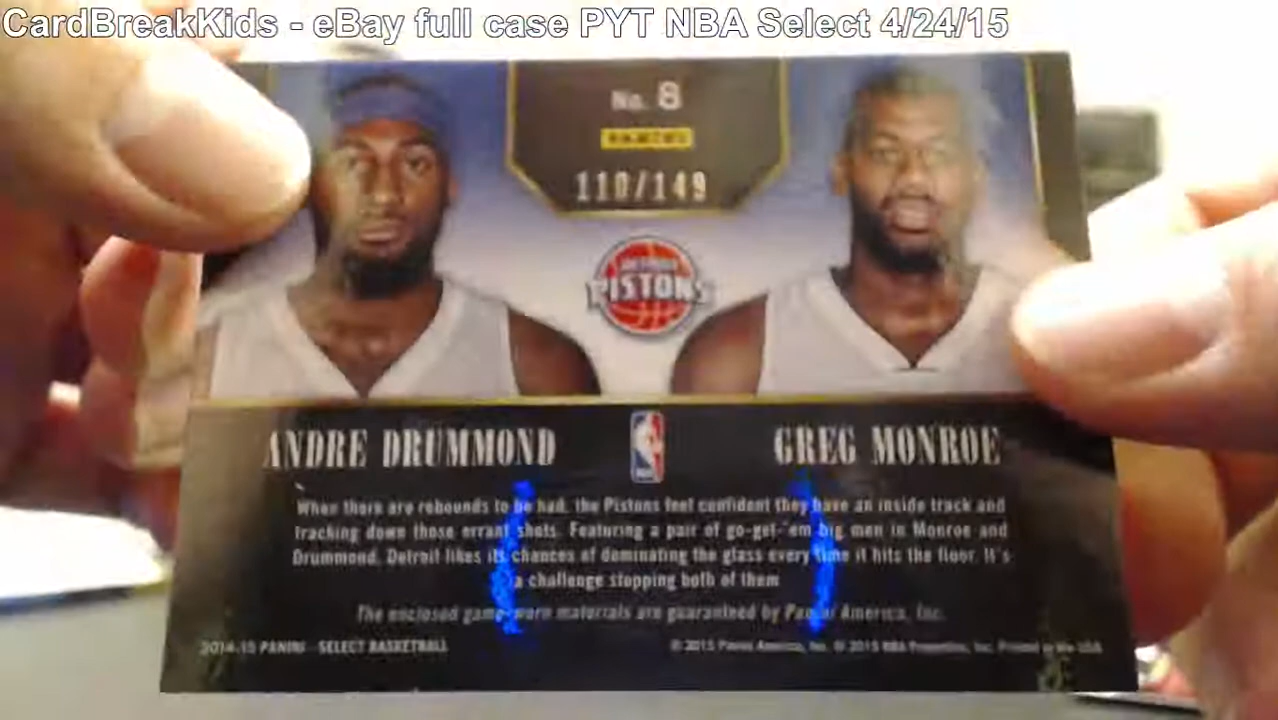 CardBreakKids - eBay full case PYT NBA Select 4/24/15
No. 8
PANINI
110/149
DETROIT
PISTONS
ANDRE DRUMMOND
GREG MONROE
When there are rebounds to be had, the Pistons feel confident they have an inside track and
tracking down those errant shots. Featuring a pair of go-get-'em big men in Monroe and
Drummond, Detroit likes its chances of dominating the glass every time it hits the floor. It's
a challenge stopping both of them
The enclosed game-worn materials are guaranteed by Panini America, Inc.
2014-15 PANINI - SELECT BASKETBALL
© 2015 Panini America, Inc. © 2015 NBA Properties, Inc. Printed in the USA